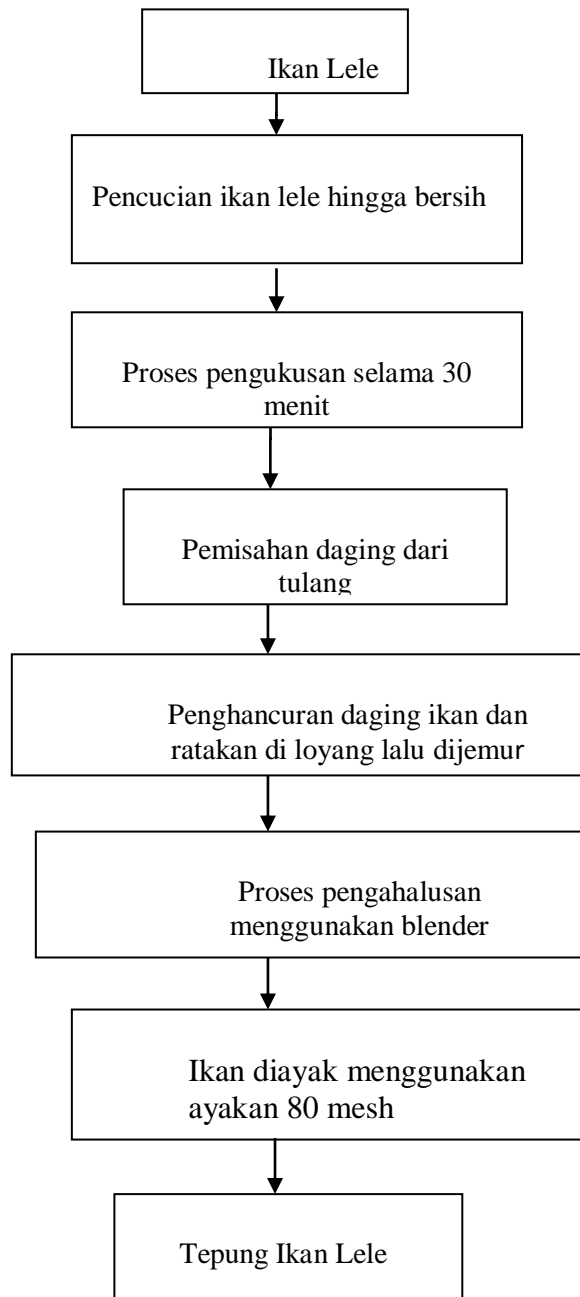 Ikan Lele
Pencucian ikan lele hingga bersih
Proses pengukusan selama 30
menit
Pemisahan daging dari
tulang
Penghancuran daging ikan dan
ratakan di loyang lalu dijemur
Proses pengahalusan
menggunakan blender
Ikan diayak menggunakan
ayakan 80 mesh
Tepung Ikan Lele